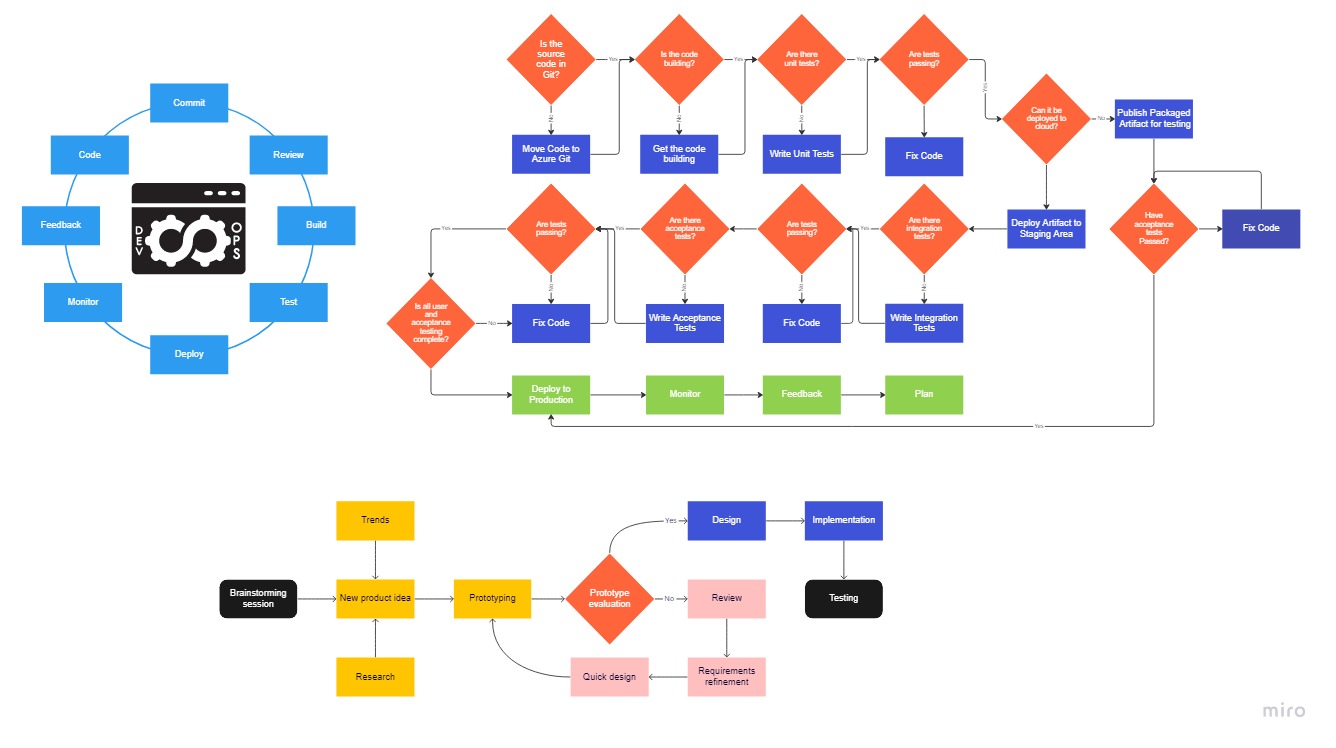 Commit
Code
Review
Feedback
DEV
OPS
Build
Monitor
Test
Deploy
Is the
source
code in
Git?
Yes
Is the code
building?
Yes
Are there
unit tests?
Yes
Are tests
passing?
Yes
No
No
No
Move Code to
Azure Git
Get the code
building
Write Unit Tests
Fix Code
Can it be
deployed to
cloud?
No
Publish Packaged
Artifact for testing
Are tests
passing?
Yes
Are there
acceptance
tests?
Yes
Are tests
passing?
Are there
integration
tests?
Yes
Deploy Artifact to
Staging Area
Have
acceptance
tests
Passed?
Fix Code
No
No
No
No
Is all user
and
acceptance
testing
complete?
No
Fix Code
Write Acceptance
Tests
Fix Code
Write Integration
Tests
Deploy to
Production
Monitor
Feedback
Plan
Yes
Trends
Yes
Design
Implementation
Brainstorming
session
New product idea
Prototyping
Prototype
evaluation
No
Review
Testing
Research
Quick design
Requirements
refinement
miro